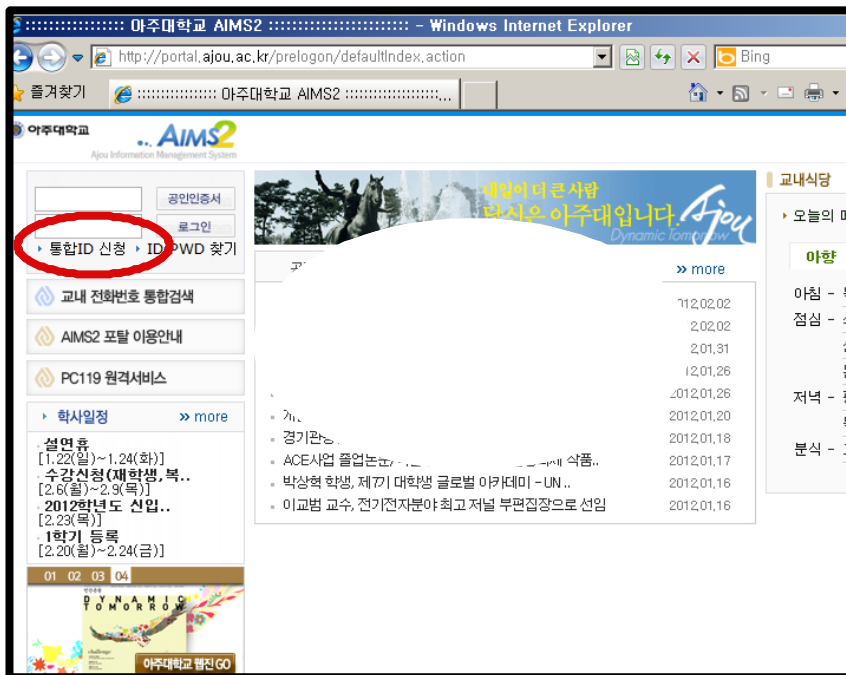 :::::::::::::::: 아주대학교 AIMS2 ::::::::::::::::::::::: - Windows Internet Explorer
http://portal.ajou.ac.kr/prelogon/defaultIndex.action
Bing
즐겨찾기
:::::::::::::::: 아주대학교 AIMS2 ::::::::::::::::::...
아주대학교
AIMS2
Ajou Information Management System
공인인증서
로그인
통합ID 신청
ID/PWD 찾기
교내 전화번호 통합검색
AIMS2 포탈 이용안내
PC119 원격서비스
학사일정
» more
설연휴
[1.22(일)~1.24(화)]
수강신청(재학생,복..
[2.6(월)~2.9(목)]
2012학년도 신입..
[2.23(목)]
1학기 등록
[2.20(월)~2.24(금)]
01 02 03 04
DYNAMIC
TOMORROW
challenge
아주대학교 웹진 GO
내일이 더 큰 사람
당신은 아주대입니다.
Ajou
Dynamic Tomorrow
» more
2012.01.26
2012.01.20
경기관
2012.01.18
ACE사업 졸업논문
작품..
2012.01.17
박상혁 학생, 제7기 대학생 글로벌 아카데미 - UN ..
2012.01.16
이교범 교수, 전기전자분야 최고 저널 부편집장으로 선임
2012.01.16
교내식당
오늘의
아향
아침 -
점심 -
저녁 -
분식 -